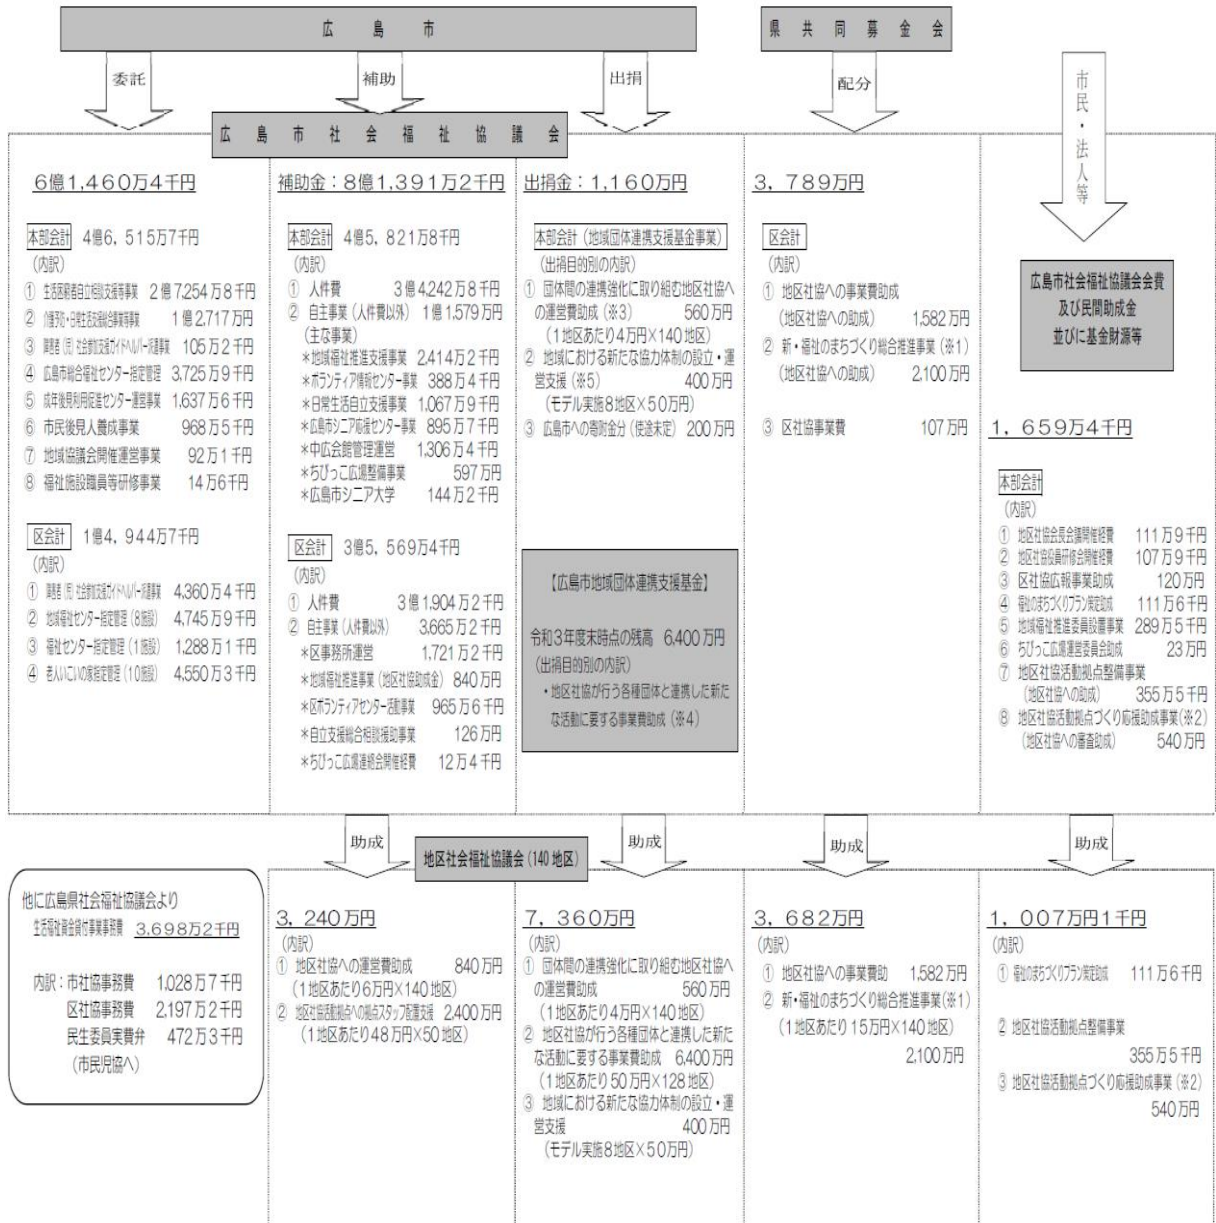 広島市
県共同募金会
委託
補助
出捐
配分
市民・法人等
広島市社会福祉協議会
6億1,460万4千円
本部会計 4億6,515万7千円
(内訳)
① 生活困窮者自立相談支援等事業 2億7,254万8千円
② 介護予防・日常生活支援総合事業等事業 1億2,717万円
③ 障害者(児)社会参加支援ガイドヘルパー派遣事業 105万2千円
④ 広島市総合福祉センター指定管理 3,725万9千円
⑤ 成年後見利用促進センター運営事業 1,637万6千円
⑥ 市民後見人養成事業 968万5千円
⑦ 地域協議会開催運営事業 92万1千円
⑧ 福祉施設職員等研修事業 14万6千円
区会計 1億4,944万7千円
(内訳)
① 障害者(児)社会参加支援ガイドヘルパー派遣事業 4,360万4千円
② 地域福祉センター指定管理(8施設) 4,745万9千円
③ 福祉センター指定管理(1施設) 1,288万1千円
④ 老人いこいの家指定管理(10施設) 4,550万3千円
補助金:8億1,391万2千円
本部会計 4億5,821万8千円
(内訳)
① 人件費 3億4,242万8千円
② 自主事業(人件費以外) 1億1,579万円
(主な事業)
*地域福祉推進支援事業 2,414万2千円
*ボランティア情報センター事業 388万4千円
*日常生活自立支援事業 1,067万9千円
*広島市シニア応援センター事業 895万7千円
*中広会館管理運営 1,306万4千円
*ちびっこ広場整備事業 597万円
*広島市シニア大学 144万2千円
区会計 3億5,569万4千円
(内訳)
① 人件費 3億1,904万2千円
② 自主事業(人件費以外) 3,665万2千円
*区事務所運営 1,721万2千円
*地域福祉推進事業(地区社協助成金) 840万円
*区ボランティアセンター活動事業 965万6千円
*自立支援総合相談援助事業 126万円
*ちびっこ広場連絡会開催経費 12万4千円
出捐金:1,160万円
本部会計(地域団体連携支援基金事業)
(出捐目的別の内訳)
① 団体間の連携強化に取り組む地区社協へ
の運営費助成(※3) 560万円
(1地区あたり4万円×140地区)
② 地域における新たな協力体制の設立・運
営支援(※5) 400万円
(モデル実施8地区×50万円)
③ 広島市への寄附金分(使途未定) 200万円
【広島市地域団体連携支援基金】
令和3年度末時点の残高 6,400万円
(出捐目的別の内訳)
・地区社協が行う各種団体と連携した新た
な活動に要する事業費助成(※4)
3,789万円
区会計
(内訳)
① 地区社協への事業費助成
(地区社協への助成) 1,582万円
② 新・福祉のまちづくり総合推進事業(※1)
(地区社協への助成) 2,100万円
③ 区社協事業費 107万円
広島市社会福祉協議会会費
及び民間助成金
並びに基金財源等
1,659万4千円
本部会計
(内訳)
① 地区社協会長会議開催経費 111万9千円
② 地区社協役員研修会開催経費 107万9千円
③ 区社協広報事業助成 120万円
④ 福祉のまちづくりプラン策定助成 111万6千円
⑤ 地域福祉推進委員設置事業 289万5千円
⑥ ちびっこ広場運営委員会助成 23万円
⑦ 地区社協活動拠点整備事業
(地区社協への助成) 355万5千円
⑧ 地区社協活動拠点づくり応援助成事業(※2)
(地区社協への審査助成) 540万円
助成
助成
助成
助成
地区社会福祉協議会(140地区)
他に広島県社会福祉協議会より
生活福祉資金貸付事業事務費 3,698万2千円
内訳:市社協事務費 1,028万7千円
区社協事務費 2,197万2千円
民生委員実費弁 472万3千円
(市民児協へ)
3,240万円
(内訳)
① 地区社協への運営費助成 840万円
(1地区あたり6万円×140地区)
② 地区社協活動拠点への拠点スタッフ配置支援 2,400万円
(1地区あたり48万円×50地区)
7,360万円
(内訳)
① 団体間の連携強化に取り組む地区社協へ
の運営費助成 560万円
(1地区あたり4万円×140地区)
② 地区社協が行う各種団体と連携した新た
な活動に要する事業費助成 6,400万円
(1地区あたり50万円×128地区)
③ 地域における新たな協力体制の設立・運
営支援 400万円
(モデル実施8地区×50万円)
3,682万円
(内訳)
① 地区社協への事業費助 1,582万円
② 新・福祉のまちづくり総合推進事業(※1)
(1地区あたり15万円×140地区)
2,100万円
1,007万円1千円
(内訳)
① 福祉のまちづくりプラン策定助成 111万6千円
② 地区社協活動拠点整備事業
355万5千円
③ 地区社協活動拠点づくり応援助成事業(※2)
540万円